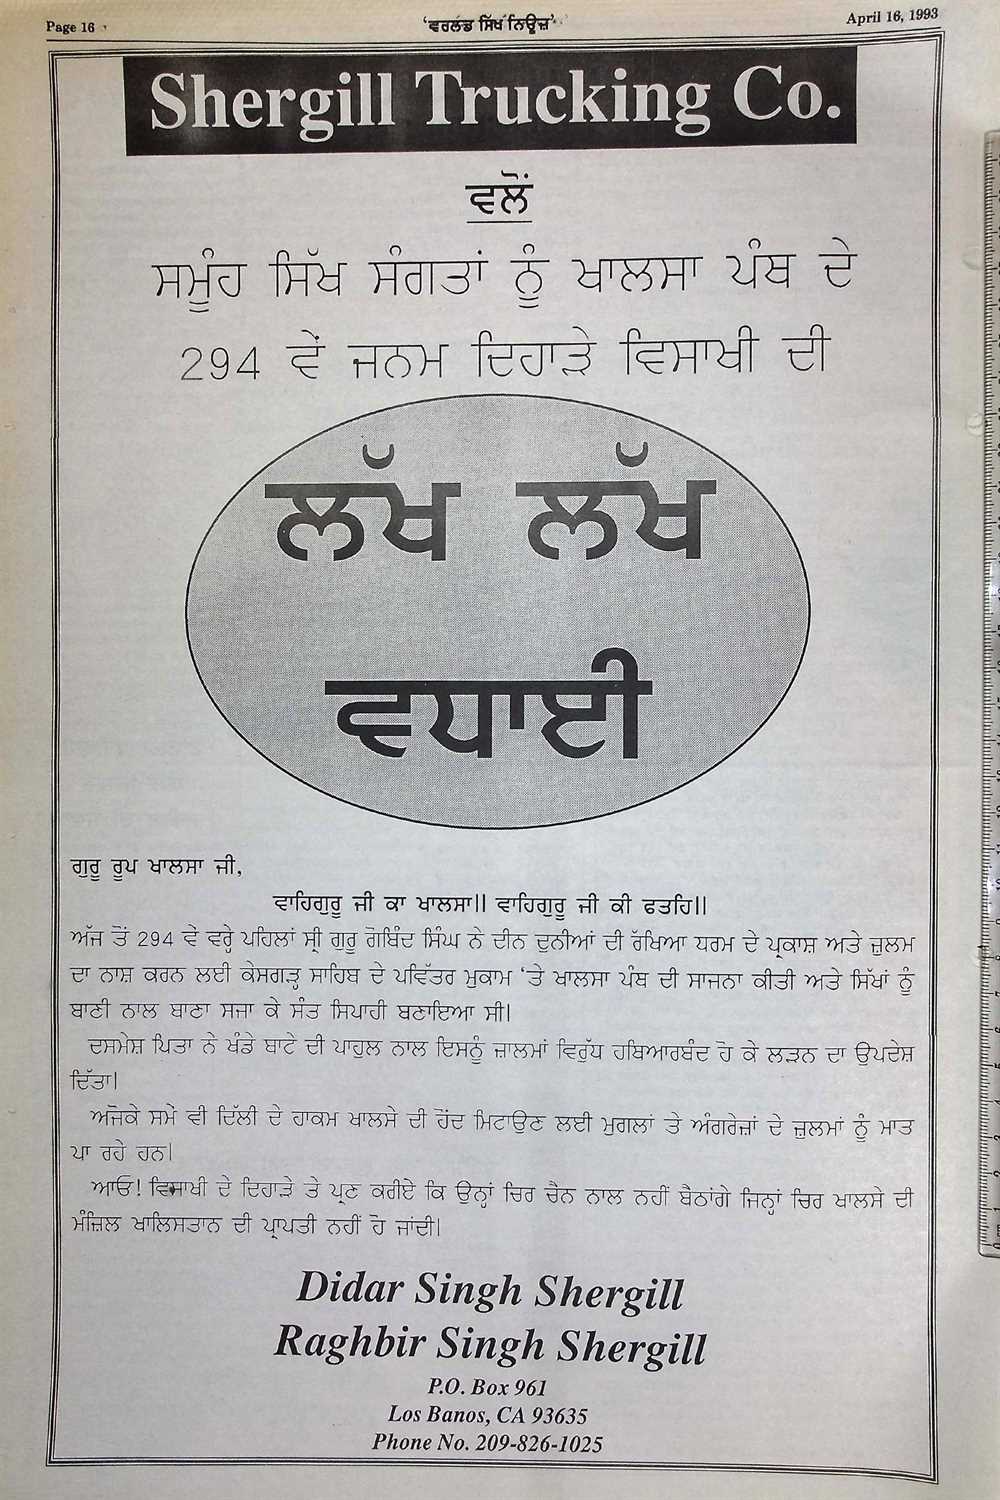 Page 16
‘ਵਰਲਡ ਸਿੱਖ ਨਿਊਜ਼’
April 16, 1993
Shergill Trucking Co.
ਵਲੋਂ
ਸਮੂੰਹ ਸਿੱਖ ਸੰਗਤਾਂ ਨੂੰ ਖਾਲਸਾ ਪੰਥ ਦੇ
294 ਵੇਂ ਜਨਮ ਦਿਹਾੜੇ ਵਿਸਾਖੀ ਦੀ
ਲੱਖ ਲੱਖ
ਵਧਾਈ
ਗੁਰੂ ਰੂਪ ਖਾਲਸਾ ਜੀ,
ਵਾਹਿਗੁਰੂ ਜੀ ਕਾ ਖਾਲਸਾ॥ ਵਾਹਿਗੁਰੂ ਜੀ ਕੀ ਫਤਹਿ॥
ਅੱਜ ਤੋਂ 294 ਵੇ ਵਰ੍ਹੇ ਪਹਿਲਾਂ ਸ੍ਰੀ ਗੁਰੂ ਗੋਬਿੰਦ ਸਿੰਘ ਨੇ ਦੀਨ ਦੁਨੀਆਂ ਦੀ ਰੱਖਿਆ ਧਰਮ ਦੇ ਪ੍ਰਕਾਸ਼ ਅਤੇ ਜ਼ੁਲਮ
ਦਾ ਨਾਸ਼ ਕਰਨ ਲਈ ਕੇਸਗੜ੍ਹ ਸਾਹਿਬ ਦੇ ਪਵਿੱਤਰ ਮੁਕਾਮ ‘ਤੇ ਖਾਲਸਾ ਪੰਥ ਦੀ ਸਾਜਨਾ ਕੀਤੀ ਅਤੇ ਸਿੱਖਾਂ ਨੂੰ
ਬਾਣੀ ਨਾਲ ਬਾਣਾ ਸਜਾ ਕੇ ਸੰਤ ਸਿਪਾਹੀ ਬਣਾਇਆ ਸੀ।
ਦਸਮੇਸ਼ ਪਿਤਾ ਨੇ ਖੰਡੇ ਬਾਟੇ ਦੀ ਪਾਹੁਲ ਨਾਲ ਇਸਨੂੰ ਜ਼ਾਲਮਾਂ ਵਿਰੁੱਧ ਹਥਿਆਰਬੰਦ ਹੋ ਕੇ ਲੜਨ ਦਾ ਉਪਦੇਸ਼
ਦਿੱਤਾ।
ਅਜੋਕੇ ਸਮੇਂ ਵੀ ਦਿੱਲੀ ਦੇ ਹਾਕਮ ਖਾਲਸੇ ਦੀ ਹੋਂਦ ਮਿਟਾਉਣ ਲਈ ਮੁਗਲਾਂ ਤੇ ਅੰਗਰੇਜ਼ਾਂ ਦੇ ਜ਼ੁਲਮਾਂ ਨੂੰ ਮਾਤ
ਪਾ ਰਹੇ ਹਨ।
ਆਓ! ਵਿਸਾਖੀ ਦੇ ਦਿਹਾੜੇ ਤੇ ਪ੍ਰਣ ਕਰੀਏ ਕਿ ਉਨ੍ਹਾਂ ਚਿਰ ਚੈਨ ਨਾਲ ਨਹੀਂ ਬੈਠਾਂਗੇ ਜਿਨ੍ਹਾਂ ਚਿਰ ਖਾਲਸੇ ਦੀ
ਮੰਜ਼ਿਲ ਖਾਲਿਸਤਾਨ ਦੀ ਪ੍ਰਾਪਤੀ ਨਹੀਂ ਹੋ ਜਾਂਦੀ।
Didar Singh Shergill
Raghbir Singh Shergill
P.O. Box 961
Los Banos, CA 93635
Phone No. 209-826-1025